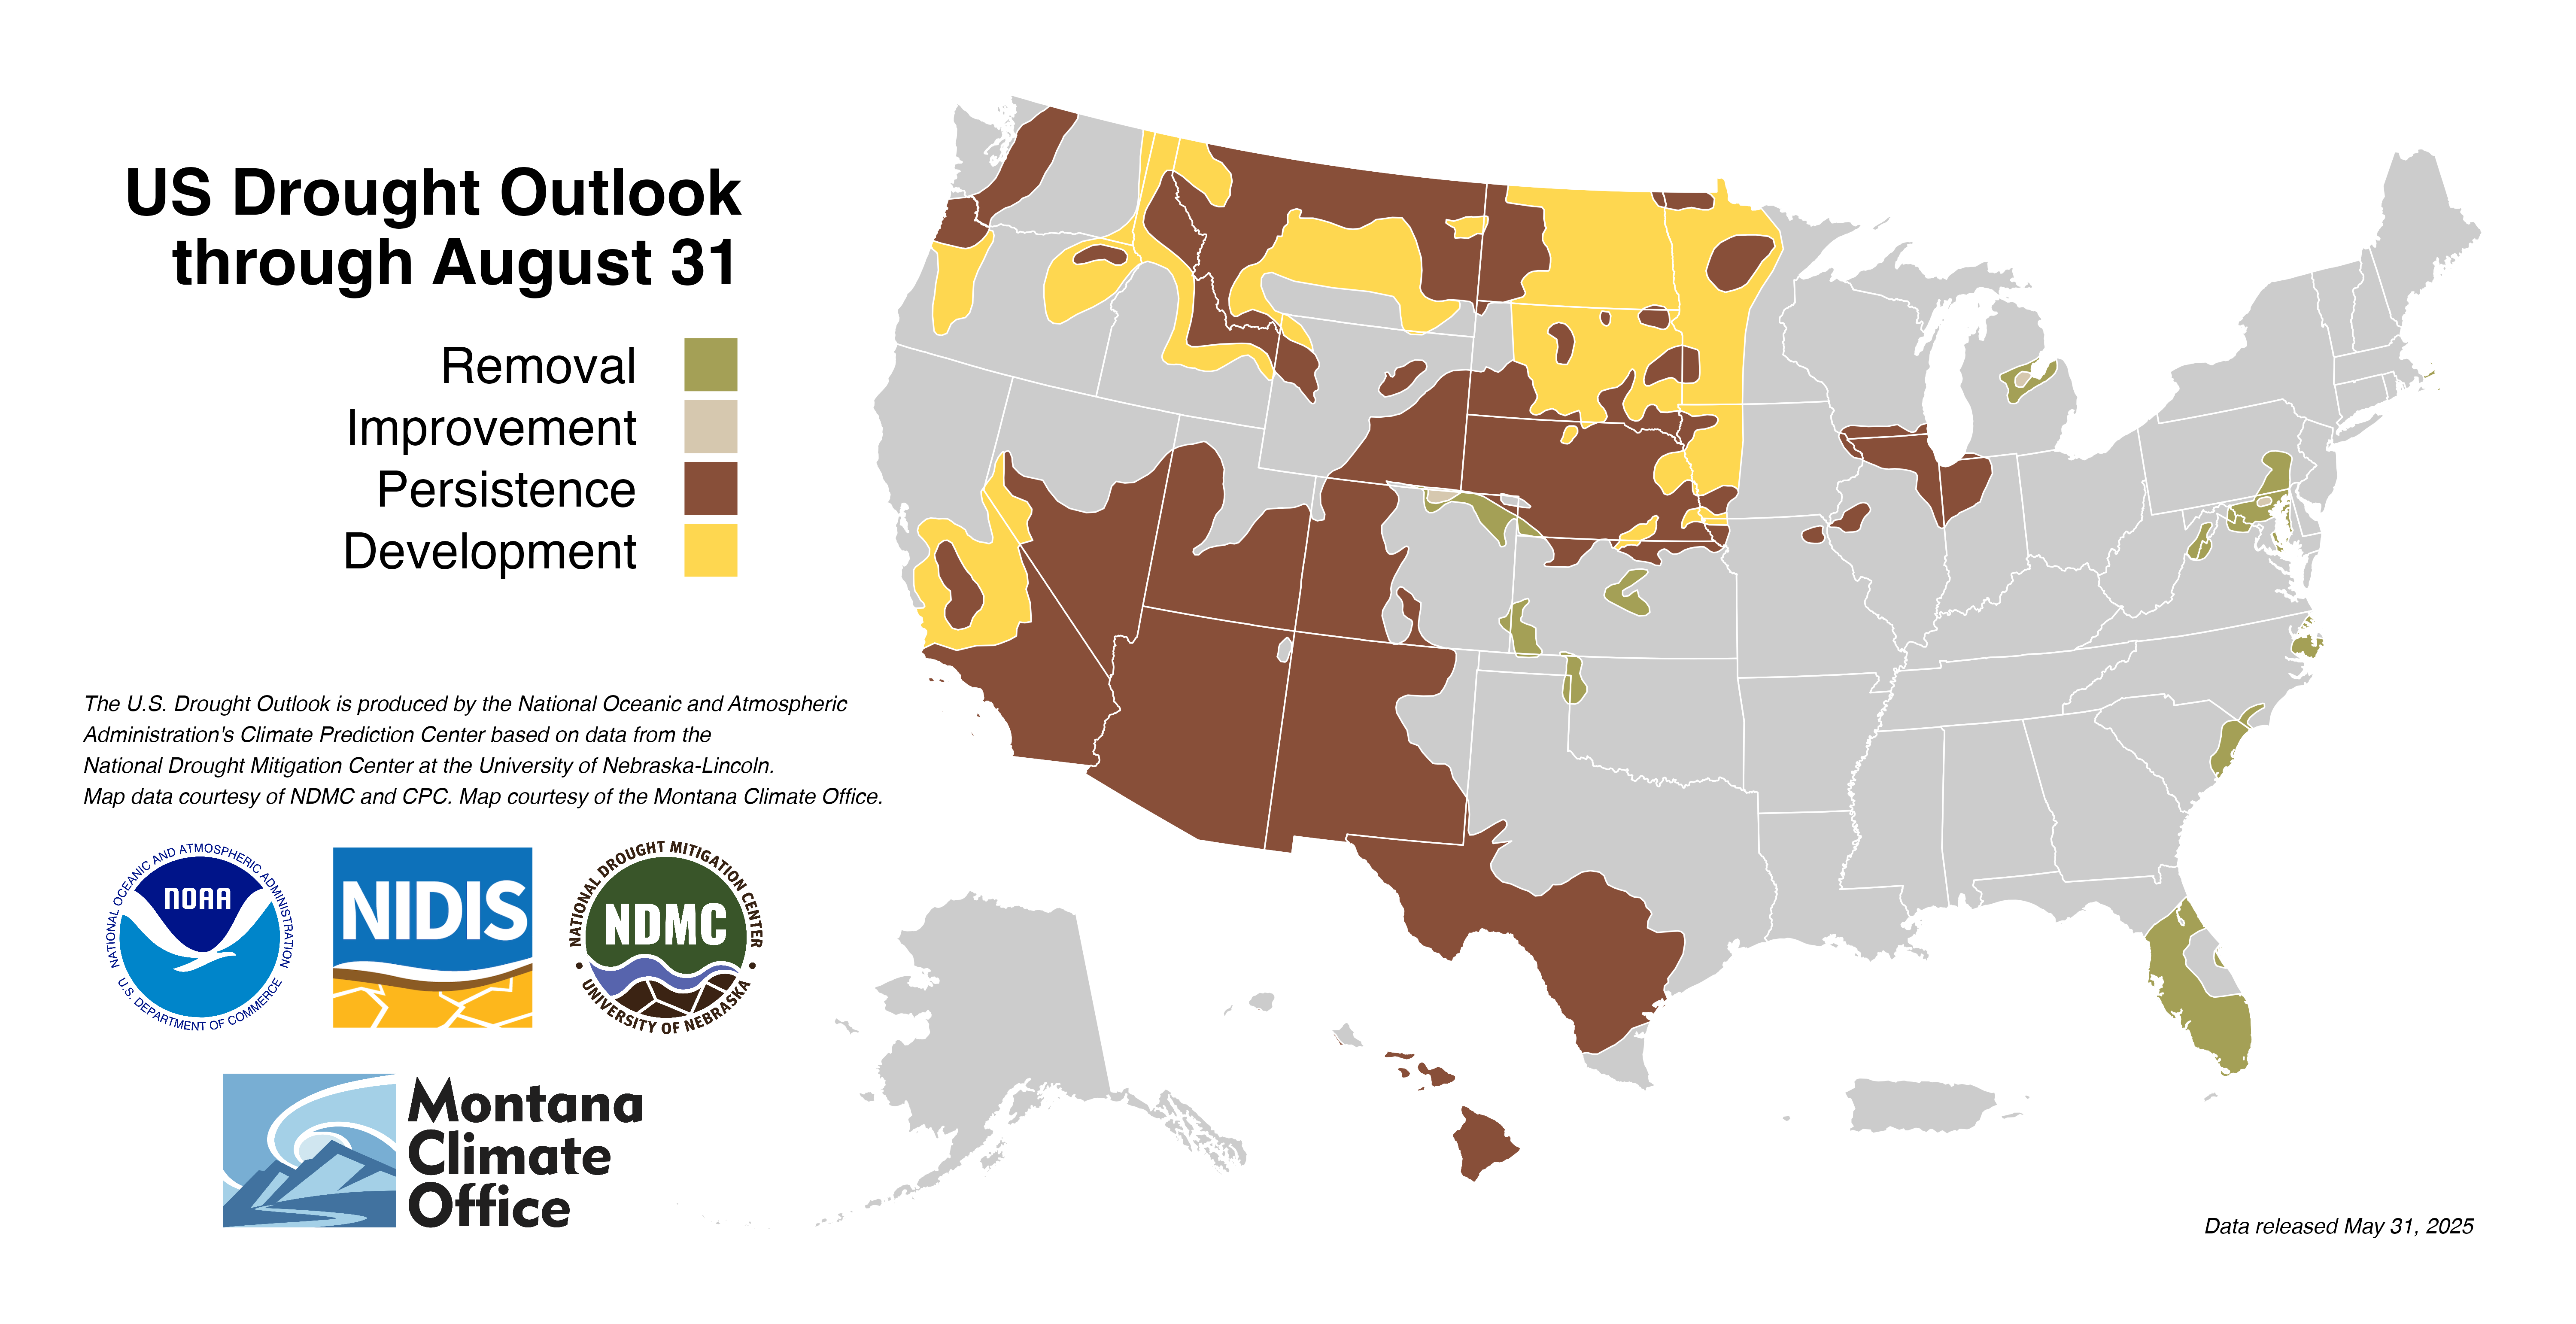 US Drought Outlook
through August 31
Removal
Improvement
Persistence
Development
The U.S. Drought Outlook is produced by the National Oceanic and Atmospheric
Administration's Climate Prediction Center based on data from the
National Drought Mitigation Center at the University of Nebraska-Lincoln.
Map data courtesy of NDMC and CPC. Map courtesy of the Montana Climate Office.
NATIONAL OCEANIC AND ATMOSPHERIC ADMINISTRATION
NOAA
U.S. DEPARTMENT OF COMMERCE
NIDIS
NATIONAL DROUGHT MITIGATION CENTER
NDMC
UNIVERSITY OF NEBRASKA
Montana
Climate
Office
Data released May 31, 2025